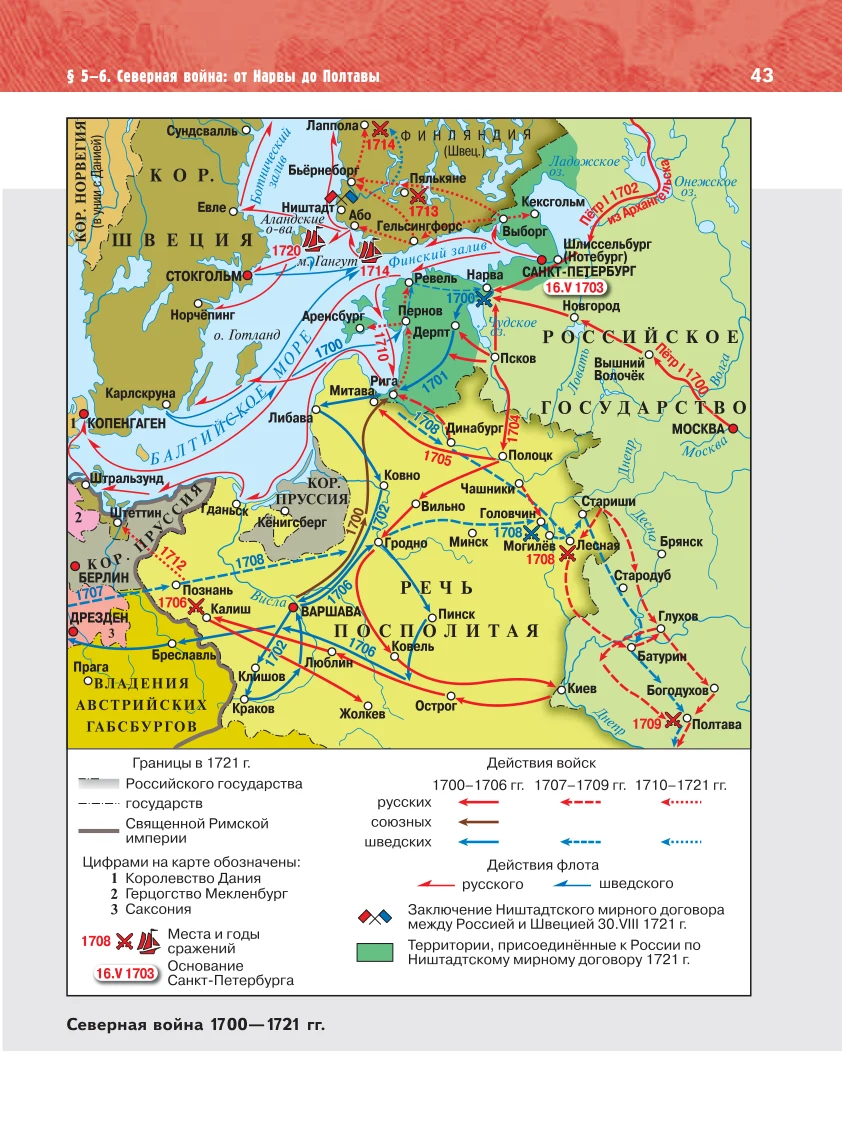 § 5–6. Северная война: от Нарвы до Полтавы
43
КОР. НОРВЕГИЯ
(в унии с Данией)
Сундсвалль
Ботнический
залив
Лаппола
1714
ФИНЛЯНДИЯ
(Швец.)
Ладожское
оз.
Пётр I 1702
из Архангельска
Онежское
оз.
КОР.
ШВЕЦИЯ
Бьёрнеборг
Пялькяне
1713
Кексгольм
Евле
Ништадт
Або
Аландские
о-ва
Гельсингфорс
Выборг
1720
м. Гангут
1714
Финский залив
Шлиссельбург
(Нотебург)
СТОКГОЛЬМ
САНКТ-ПЕТЕРБУРГ
16.V 1703
Ревель
Нарва
1700
Норчёпинг
Новгород
Аренсбург
Пернов
Дерпт
Чудское
оз.
РОССИЙСКОЕ
о. Готланд
1700
1710
Псков
Ловать
Вышний
Волочёк
Пётр I 1700
Волга
Рига
1701
Митава
Карлскруна
БАЛТИЙСКОЕ МОРЕ
Либава
1708
ГОСУДАРСТВО
1
КОПЕНГАГЕН
Динабург
1704
МОСКВА
Москва
1705
Полоцк
Днепр
Штральзунд
КОР.
ПРУССИЯ
Ковно
Чашники
2
Штеттин
Гданьск
Кёнигсберг
1700
1702
Вильно
Головчин
Стариши
Десна
КОР. ПРУССИЯ
1708
Гродно
Минск
Могилёв
Лесная
1708
Брянск
1712
1708
БЕРЛИН
1707
Познань
Висла
1706
РЕЧЬ
Стародуб
1706
Калиш
ВАРШАВА
Пинск
Глухов
ДРЕЗДЕН
3
ПОСПОЛИТАЯ
Бреславль
1702
1706
Ковель
Батурин
Прага
Люблин
Клишов
ВЛАДЕНИЯ
АВСТРИЙСКИХ
ГАБСБУРГОВ
Киев
Богодухов
Краков
Жолкев
Острог
Днепр
1709
Полтава
Границы в 1721 г.
Российского государства
государств
Священной Римской
империи
Цифрами на карте обозначены:
1 Королевство Дания
2 Герцогство Мекленбург
3 Саксония
1708
Места и годы
сражений
16.V 1703
Основание
Санкт-Петербурга
Действия войск
1700–1706 гг. 1707–1709 гг. 1710–1721 гг.
русских
союзных
шведских
Действия флота
русского шведского
Заключение Ништадтского мирного договора
между Россией и Швецией 30.VIII 1721 г.
Территории, присоединённые к России по
Ништадтскому мирному договору 1721 г.
Северная война 1700—1721 гг.